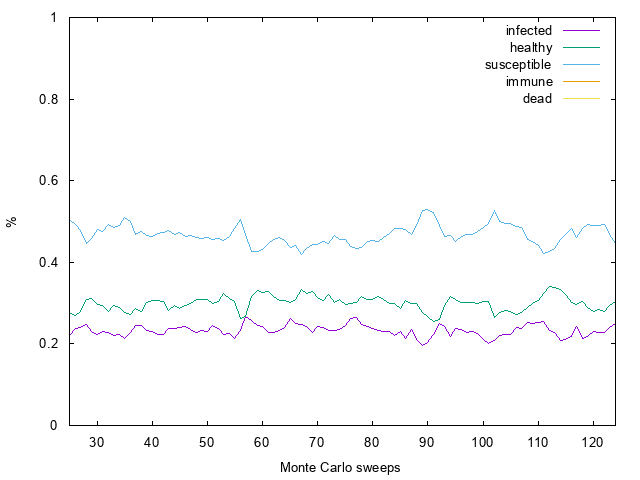 1
infected
healthy
susceptible
immune
dead
0.8
0.6
%
0.4
0.2
0
30 40 50 60 70 80 90 100 110 120
Monte Carlo sweeps